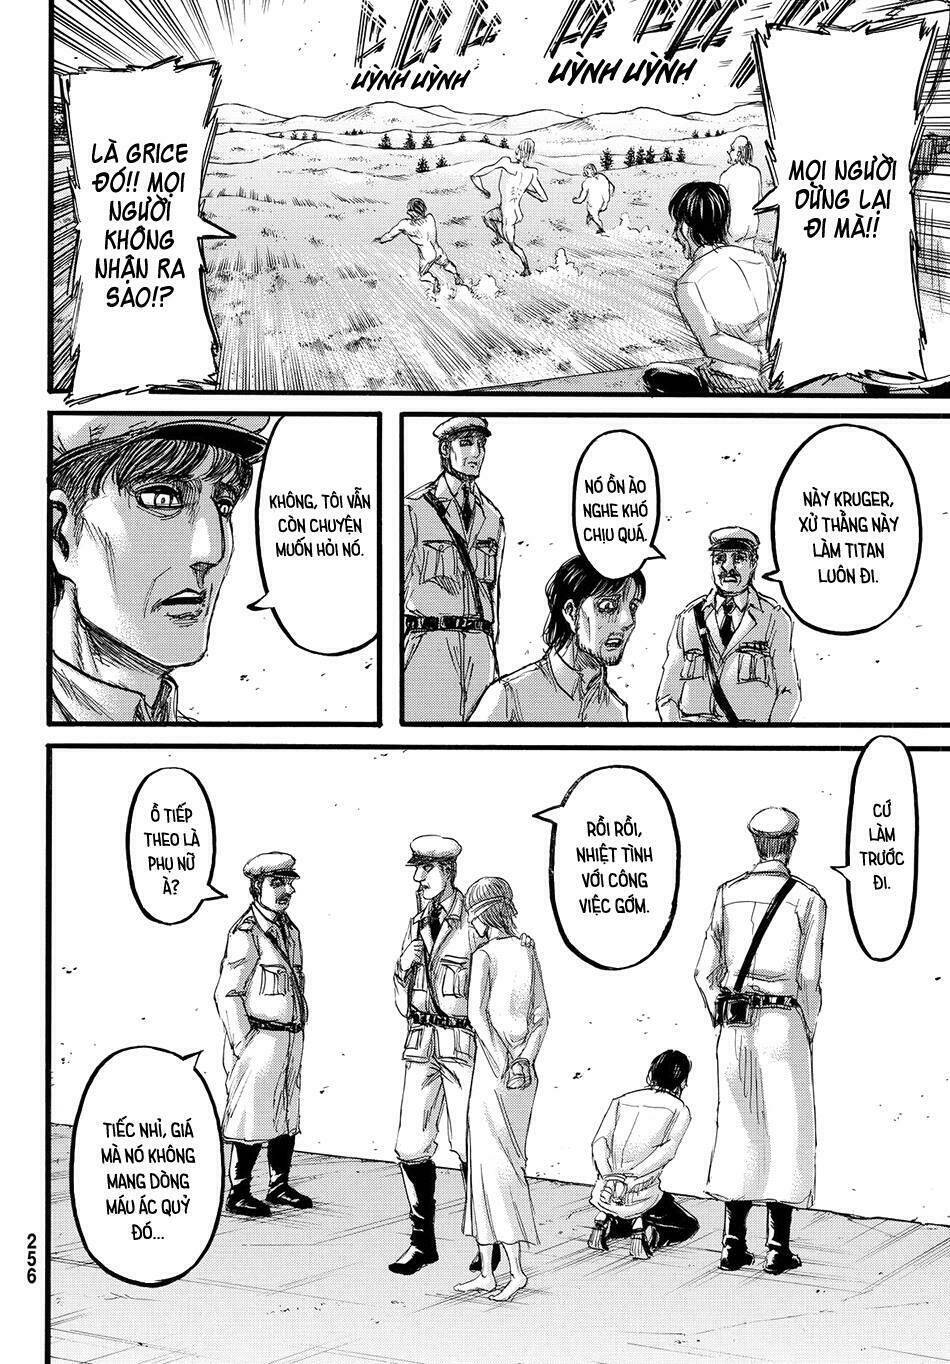 ÙỲNH UỲNH
UỲNH UỲNH
MỌI NGƯỜI
DỪNG LẠI
ĐI MÀ!!
LÀ GRICE
ĐÓ!! MỌI
NGƯỜI
KHÔNG
NHẬN RA
SAO!?
NÀY KRUGER,
XỬ THẰNG NÀY
LÀM TITAN
LUÔN ĐI.
NÓ ỒN ÀO
NGHE KHÓ
CHỊU QUÁ.
KHÔNG, TÔI VẪN
CÒN CHUYỆN
MUỐN HỎI NÓ.
CỨ
LÀM
TRƯỚC
ĐI.
RỒI RỒI,
NHIỆT TÌNH
VỚI CÔNG
VIỆC GỚM.
Ồ TIẾP
THEO LÀ
PHỤ NỮ
À?
TIẾC NHỈ, GIÁ
MÀ NÓ KHÔNG
MANG DÒNG
MÁU ÁC QUỶ
ĐÓ...
256